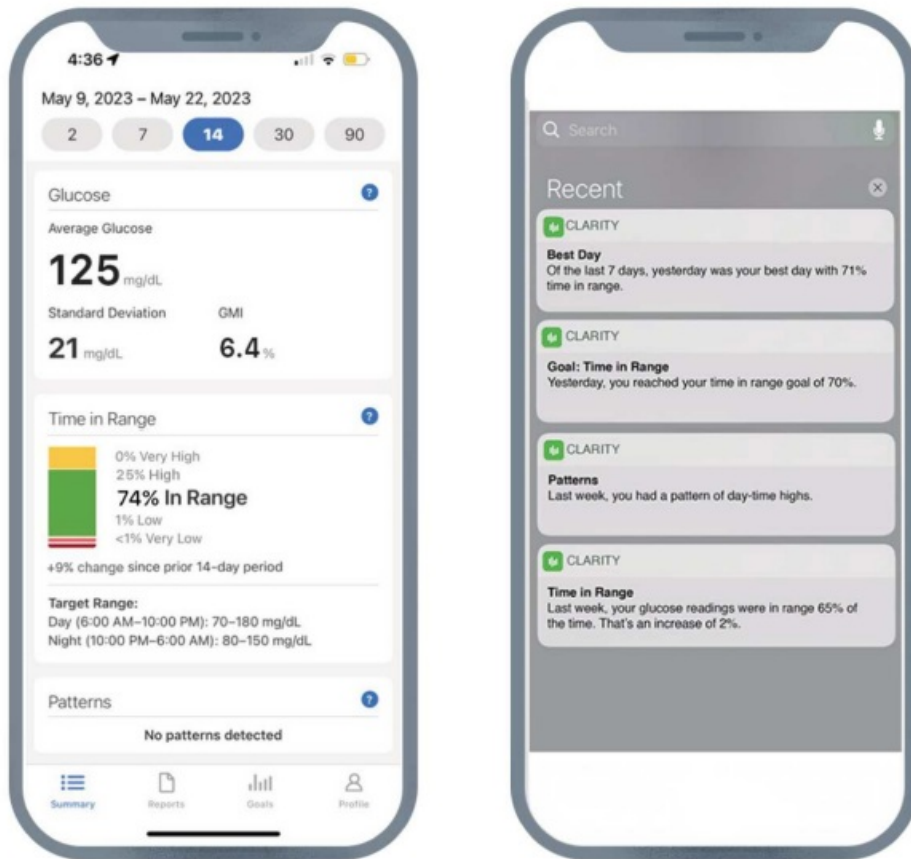 4:36
May 9, 2023 – May 22, 2023
2 7 14 30 90
Glucose ?
Average Glucose
125 mg/dL
Standard Deviation GMI
21 mg/dL 6.4 %
Time in Range ?
0% Very High
25% High
74% In Range
1% Low
<1% Very Low
+9% change since prior 14-day period
Target Range:
Day (6:00 AM–10:00 PM): 70–180 mg/dL
Night (10:00 PM–6:00 AM): 80–150 mg/dL
Patterns ?
No patterns detected
Summary Reports Goals Profile
Search
Recent
CLARITY
Best Day
Of the last 7 days, yesterday was your best day with 71%
time in range.
CLARITY
Goal: Time in Range
Yesterday, you reached your time in range goal of 70%.
CLARITY
Patterns
Last week, you had a pattern of day-time highs.
CLARITY
Time in Range
Last week, your glucose readings were in range 65% of
the time. That's an increase of 2%.